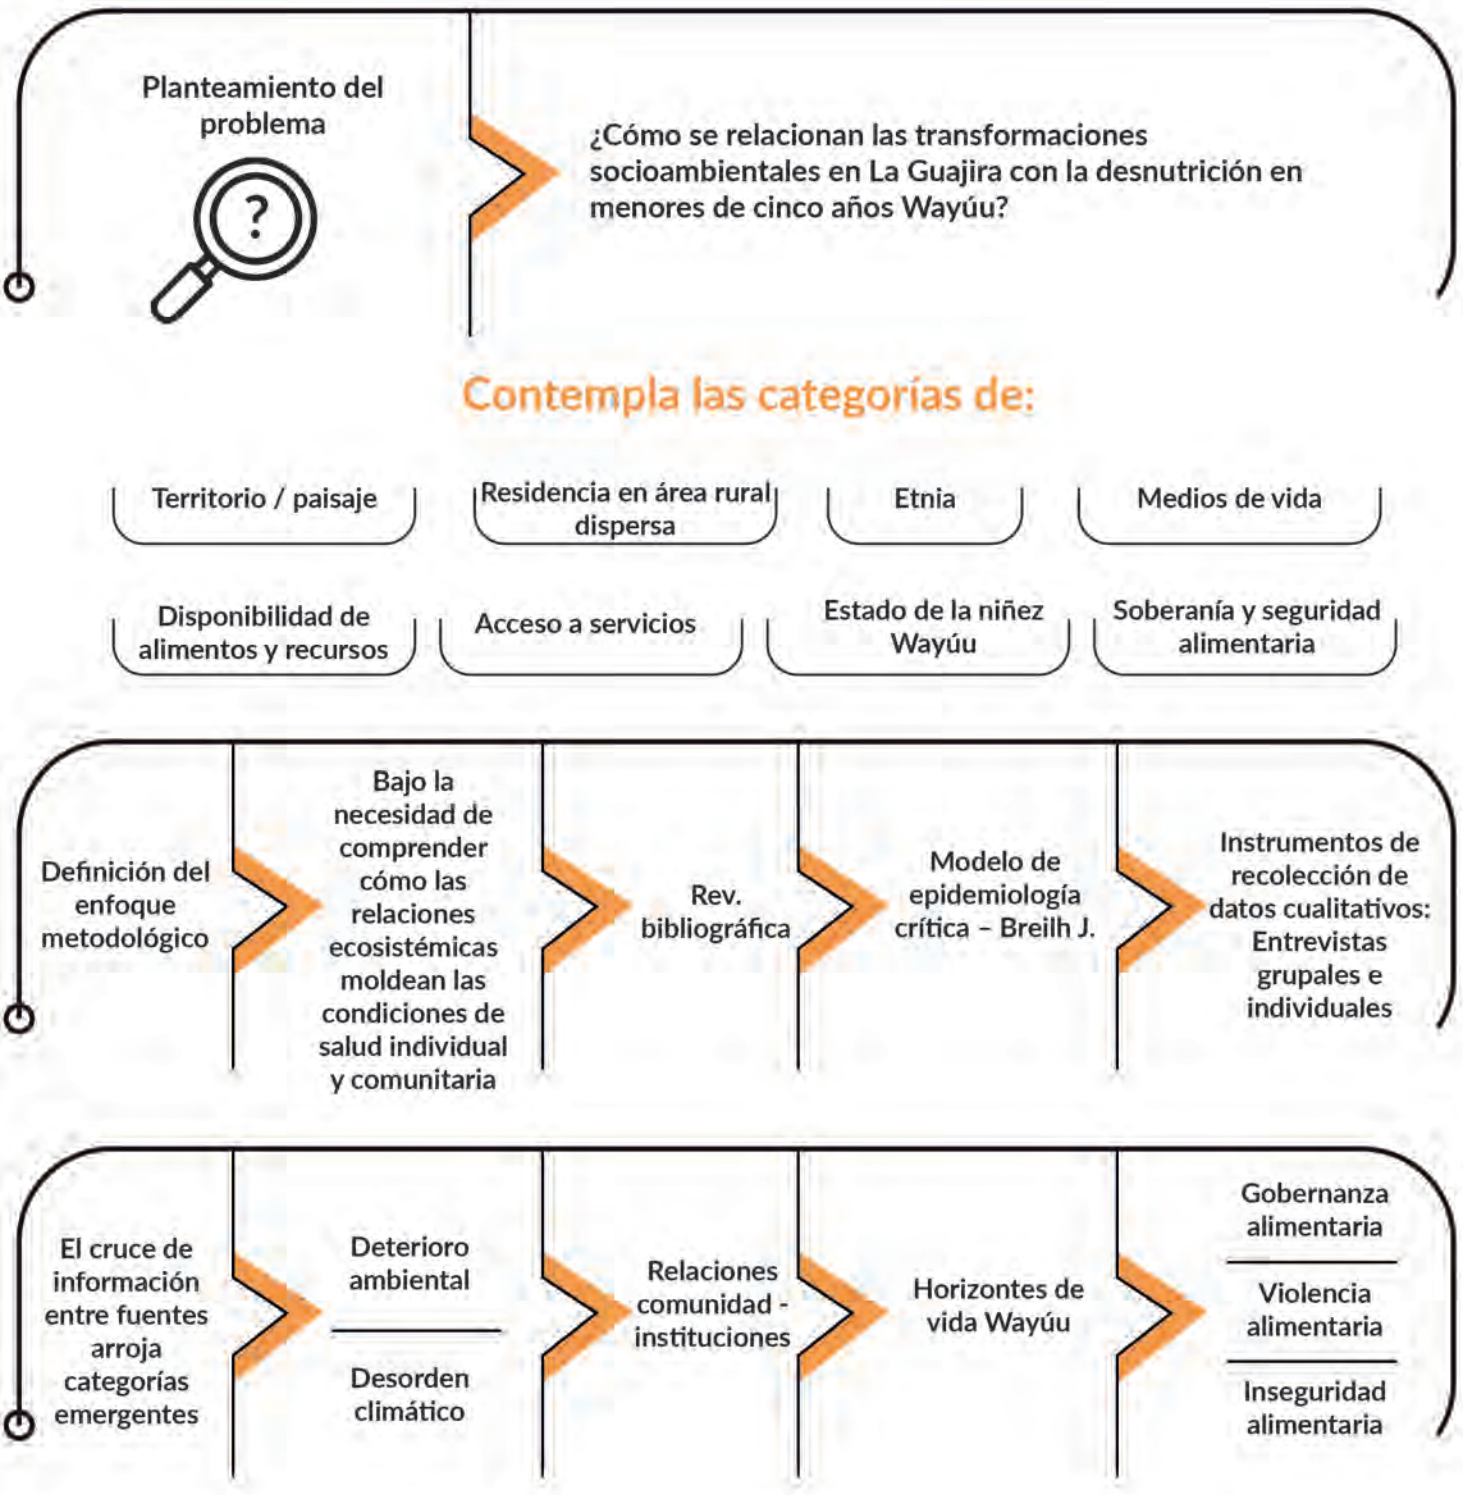 Planteamiento del
problema
?
¿Cómo se relacionan las transformaciones
socioambientales en La Guajira con la desnutrición en
menores de cinco años Wayúu?
Contempla las categorías de:
Territorio / paisaje
Residencia en área rural
dispersa
Etnia
Medios de vida
Disponibilidad de
alimentos y recursos
Acceso a servicios
Estado de la niñez
Wayúu
Soberanía y seguridad
alimentaria
Definición del
enfoque
metodológico
Bajo la
necesidad de
comprender
cómo las
relaciones
ecosistémicas
moldean las
condiciones de
salud individual
y comunitaria
Rev.
bibliográfica
Modelo de
epidemiología
crítica – Breilh J.
Instrumentos de
recolección de
datos cualitativos:
Entrevistas
grupales e
individuales
El cruce de
información
entre fuentes
arroja
categorías
emergentes
Deterioro
ambiental
Desorden
climático
Relaciones
comunidad -
instituciones
Horizontes de
vida Wayúu
Gobernanza
alimentaria
Violencia
alimentaria
Inseguridad
alimentaria